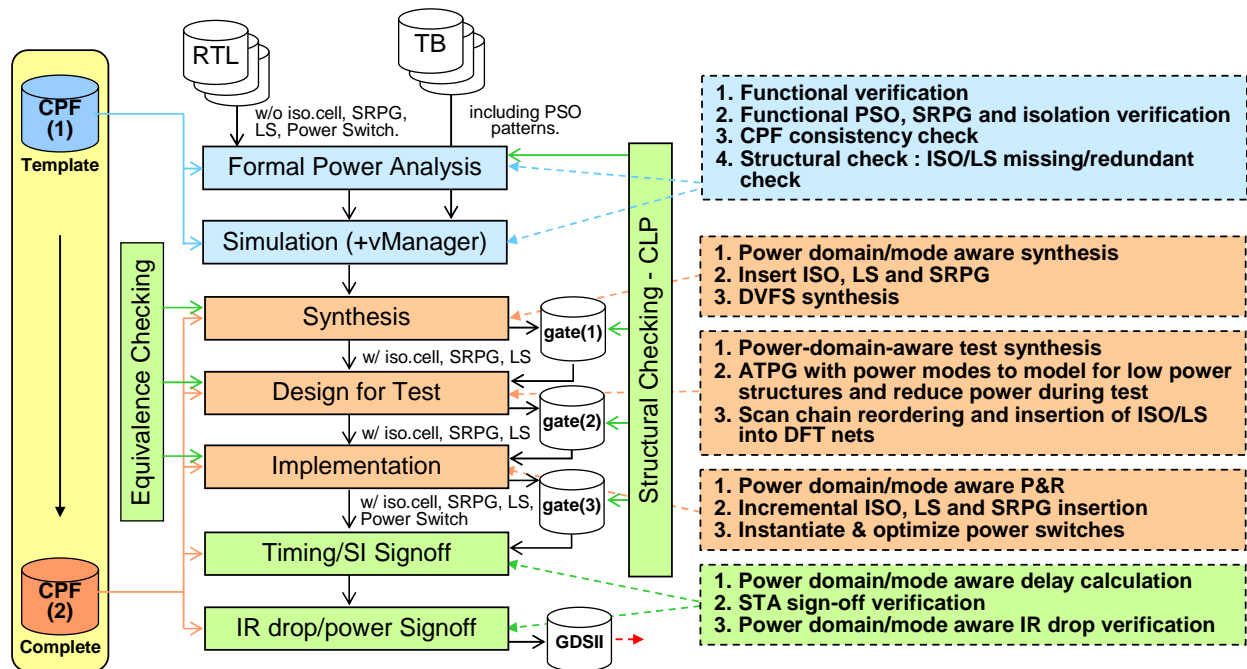 RTL
TB
CPF
(1)
Template
w/o iso.cell, SRPG,
LS, Power Switch.
including PSO
patterns.
Formal Power Analysis
Simulation (+vManager)
Equivalence Checking
Structural Checking - CLP
Synthesis
gate(1)
w/ iso.cell, SRPG, LS
Design for Test
gate(2)
w/ iso.cell, SRPG, LS
Implementation
gate(3)
w/ iso.cell, SRPG, LS,
Power Switch
Timing/SI Signoff
CPF
(2)
Complete
IR drop/power Signoff
GDSII
1. Functional verification
2. Functional PSO, SRPG and isolation verification
3. CPF consistency check
4. Structural check : ISO/LS missing/redundant
check
1. Power domain/mode aware synthesis
2. Insert ISO, LS and SRPG
3. DVFS synthesis
1. Power-domain-aware test synthesis
2. ATPG with power modes to model for low power
structures and reduce power during test
3. Scan chain reordering and insertion of ISO/LS
into DFT nets
1. Power domain/mode aware P&R
2. Incremental ISO, LS and SRPG insertion
3. Instantiate & optimize power switches
1. Power domain/mode aware delay calculation
2. STA sign-off verification
3. Power domain/mode aware IR drop verification